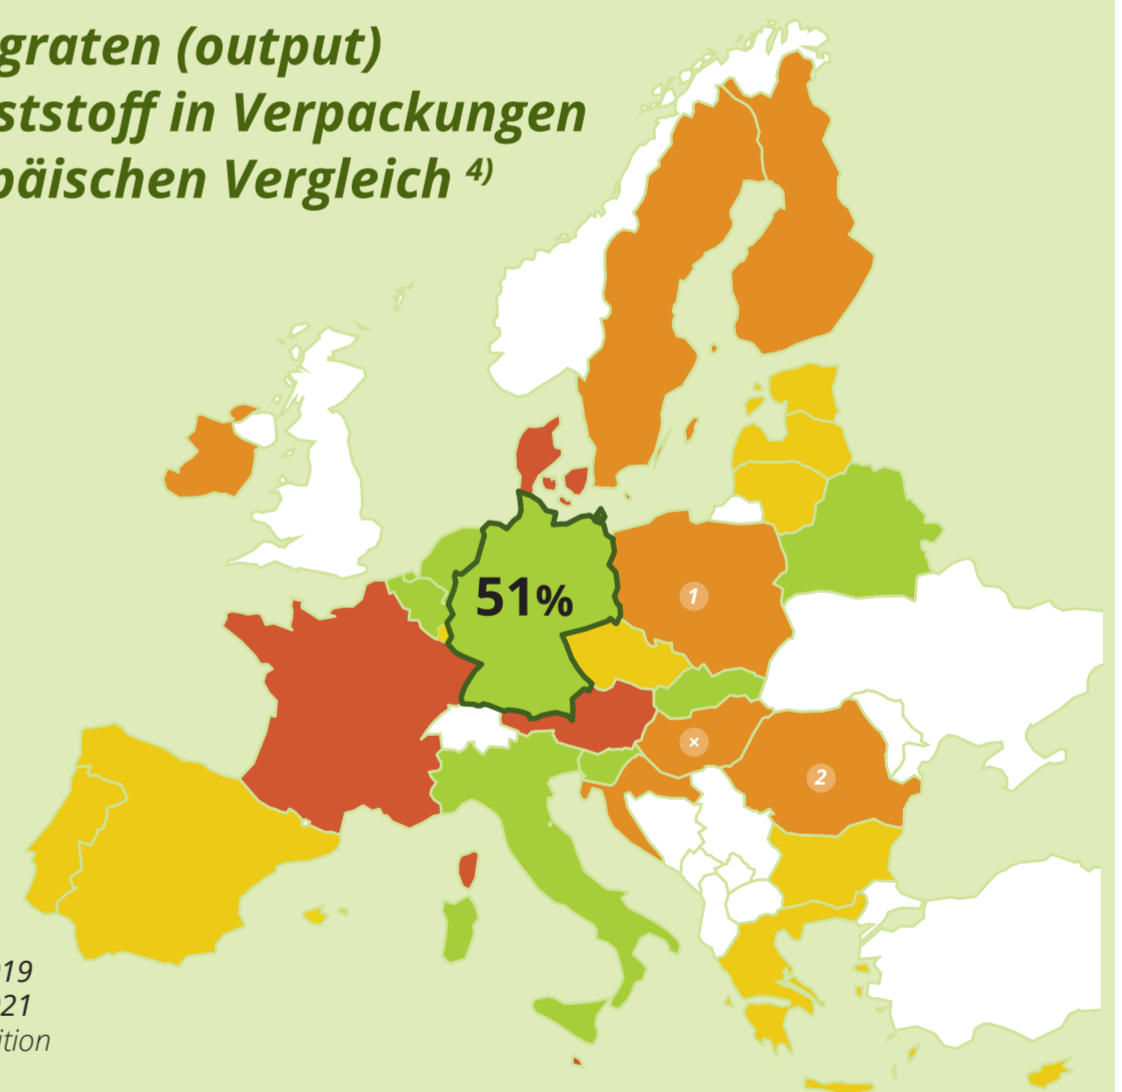 graten (output)
ststoff in Verpackungen
päischen Vergleich 4)
51%
1
×
2
19
21
ition